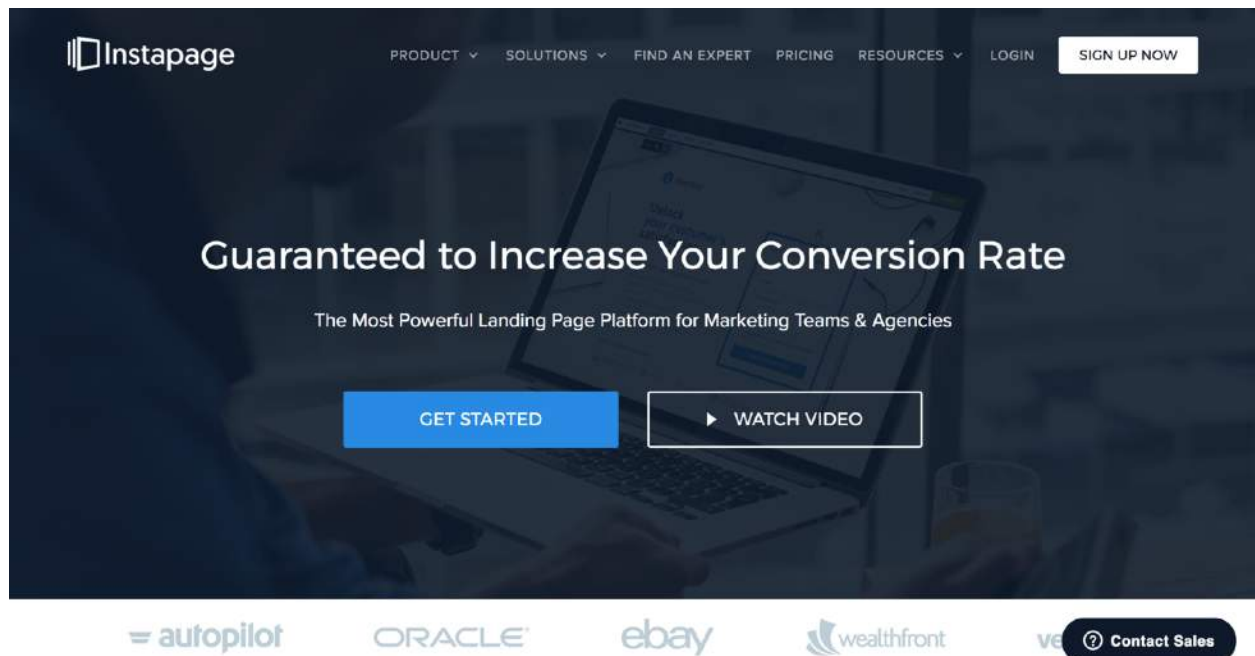 Instapage
PRODUCT SOLUTIONS FIND AN EXPERT PRICING RESOURCES LOGIN SIGN UP NOW
Guaranteed to Increase Your Conversion Rate
The Most Powerful Landing Page Platform for Marketing Teams & Agencies
GET STARTED WATCH VIDEO
autopilot ORACLE ebay wealthfront
Contact Sales